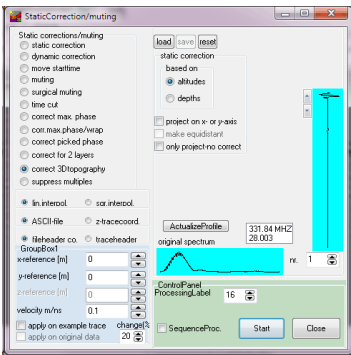 StaticCorrection/muting
Static corrections/muting
static correction
dynamic correction
move starttime
muting
surgical muting
time cut
correct max. phase
corr.max.phase/wrap
correct picked phase
correct for 2 layers
correct 3Dtopography
suppress multiples
load save reset
static correction
based on
altitudes
depths
project on x- or y-axis
make equidistant
only project-no correct
lin.interpol. sqr.interpol.
ASCII-file z-tracecoord.
fileheader co. traceheader
GroupBox1
x-reference [m] 0
y-reference [m] 0
z-reference [m] 0
velocity m/ns 0.1
apply on example trace change(%
apply on original data 20
ActualizeProfile
331.84 MHZ
28.003
original spectrum
nr. 1
ControlPanel
ProcessingLabel 16
SequenceProc. Start Close